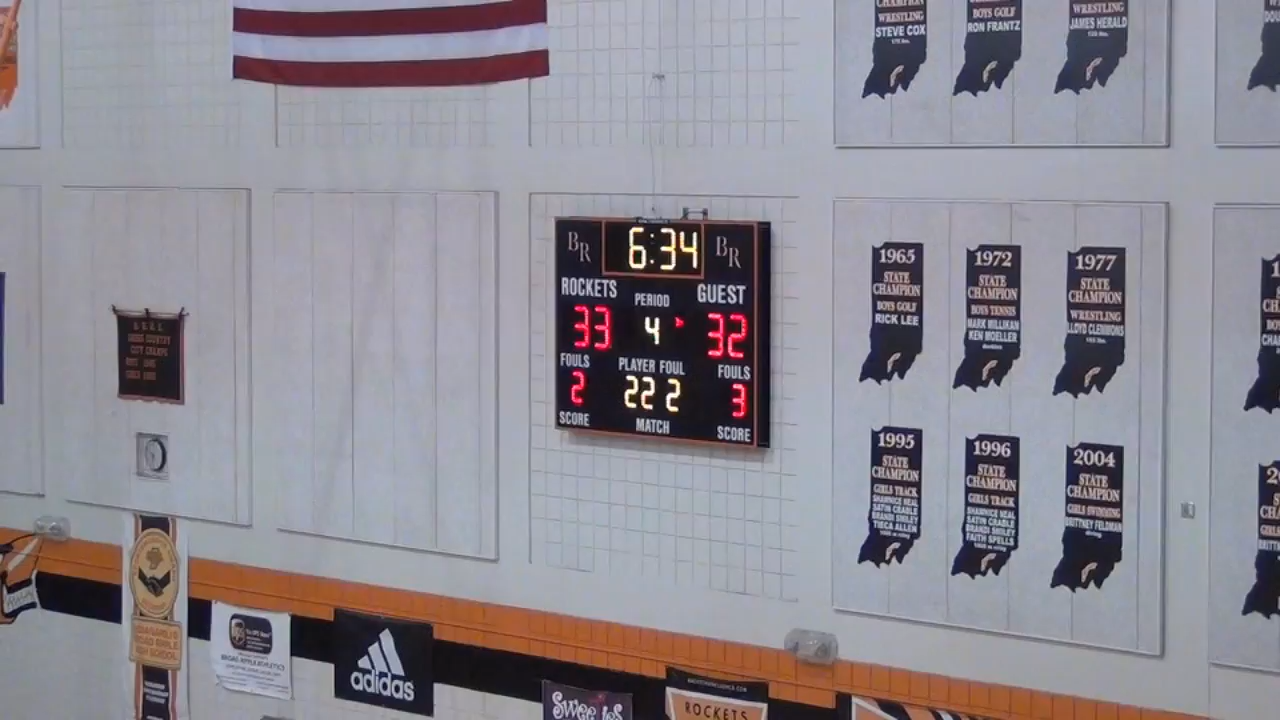 CHAMPION
WRESTLING
STEVE COX
BOYS GOLF
RON FRANTZ
WRESTLING
JAMES HERALD
BR
6:34
BR
ROCKETS
PERIOD
GUEST
33
4
32
FOULS
PLAYER FOUL
FOULS
2
22 2
3
SCORE
MATCH
SCORE
1965
STATE
CHAMPION
BOYS GOLF
RICK LEE
1972
STATE
CHAMPION
BOYS TENNIS
MARK MILLIKAN
KEN MOELLER
1977
STATE
CHAMPION
WRESTLING
LLOYD CLEMMONS
1995
STATE
CHAMPION
GIRLS TRACK
SHAWNICE NEAL
SATIN CRABLE
BRANDI SMILEY
TIECA ALLEN
1996
STATE
CHAMPION
GIRLS TRACK
SHAWNICE NEAL
SATIN CRABLE
BRANDI SMILEY
FAITH SPELLS
2004
STATE
CHAMPION
GIRLS SWIMMING
BRITTNEY FELDMAN
diving
adidas
ROCKETS